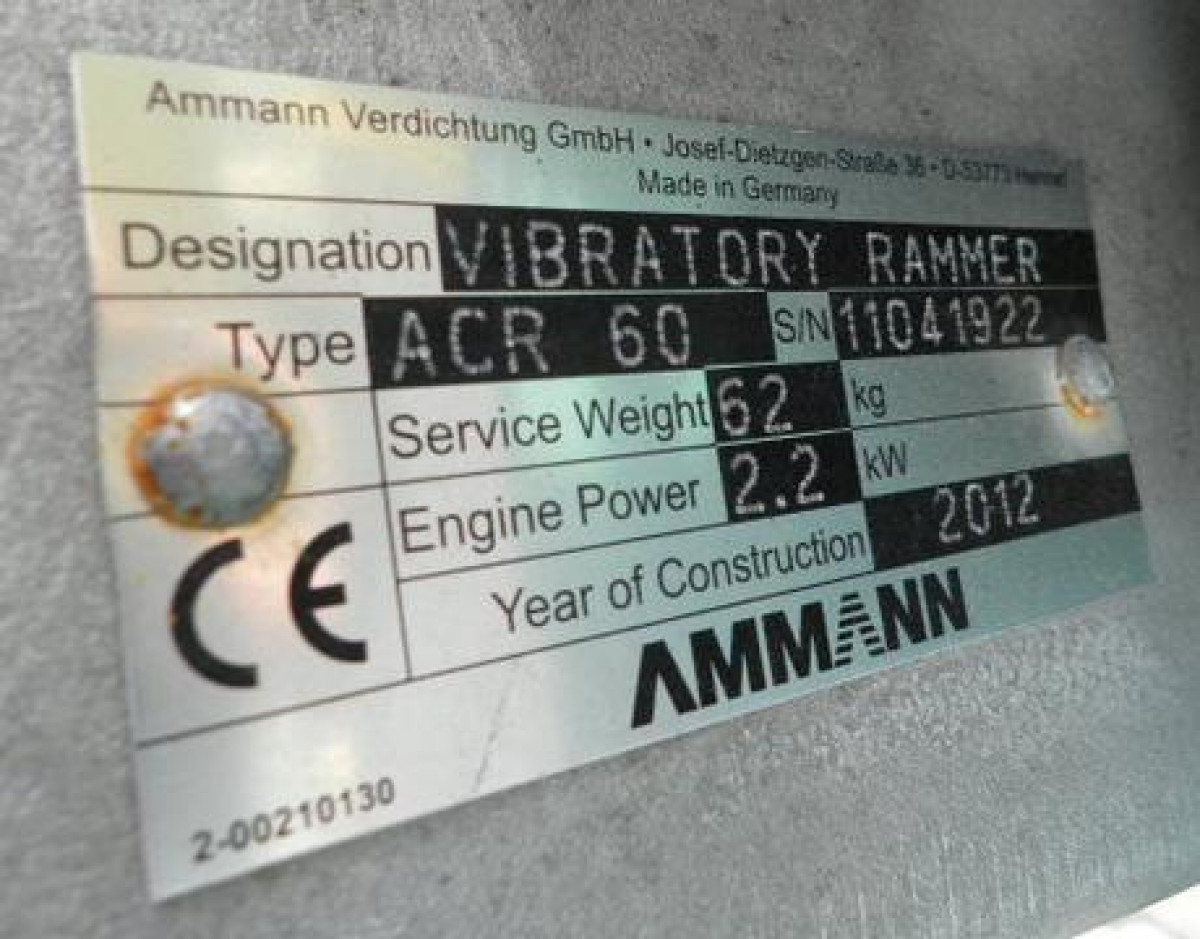 Ammann Verdichtung GmbH • Josef-Dietzgen-Straße 36 • D-53773 Hennef
Made in Germany
Designation VIBRATORY RAMMER
Type ACR 60 S/N 11041922
Service Weight 62 kg
Engine Power 2.2 kW
Year of Construction 2012
CE
AMMANN
2-00210130